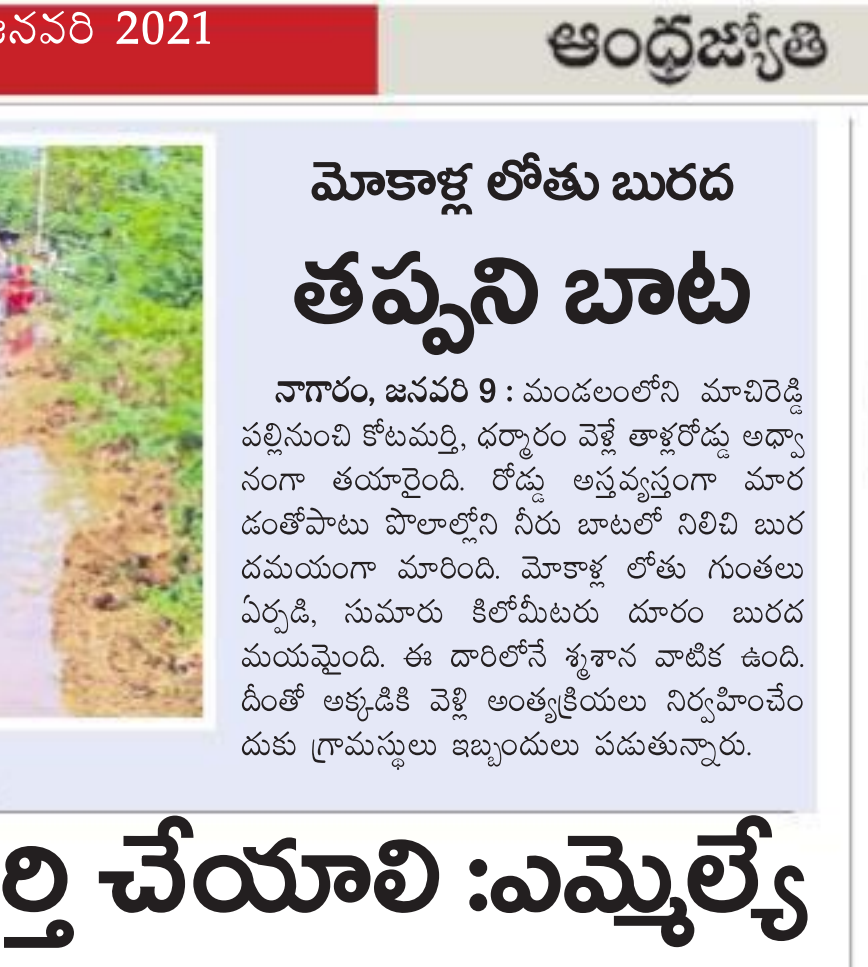 జనవరి 2021
ఆంధ్రజ్యోతి
మోకాళ్ల లోతు బురద
తప్పని బాట
నాగారం, జనవరి 9 : మండలంలోని మాచిరెడ్డి
పల్లినుంచి కోటమర్తి, ధర్మారం వెళ్లే తాళ్లరోడ్డు అధ్వా
నంగా తయారైంది. రోడ్డు అస్తవ్యస్తంగా మార
డంతోపాటు పొలాల్లోని నీరు బాటలో నిలిచి బుర
దమయంగా మారింది. మోకాళ్ల లోతు గుంతలు
ఏర్పడి, సుమారు కిలోమీటరు దూరం బురద
మయమైంది. ఈ దారిలోనే శ్మశాన వాటిక ఉంది.
దీంతో అక్కడికి వెళ్లి అంత్యక్రియలు నిర్వహించేం
దుకు గ్రామస్థులు ఇబ్బందులు పడుతున్నారు.
ర్తి చేయాలి :ఎమ్మెల్యే